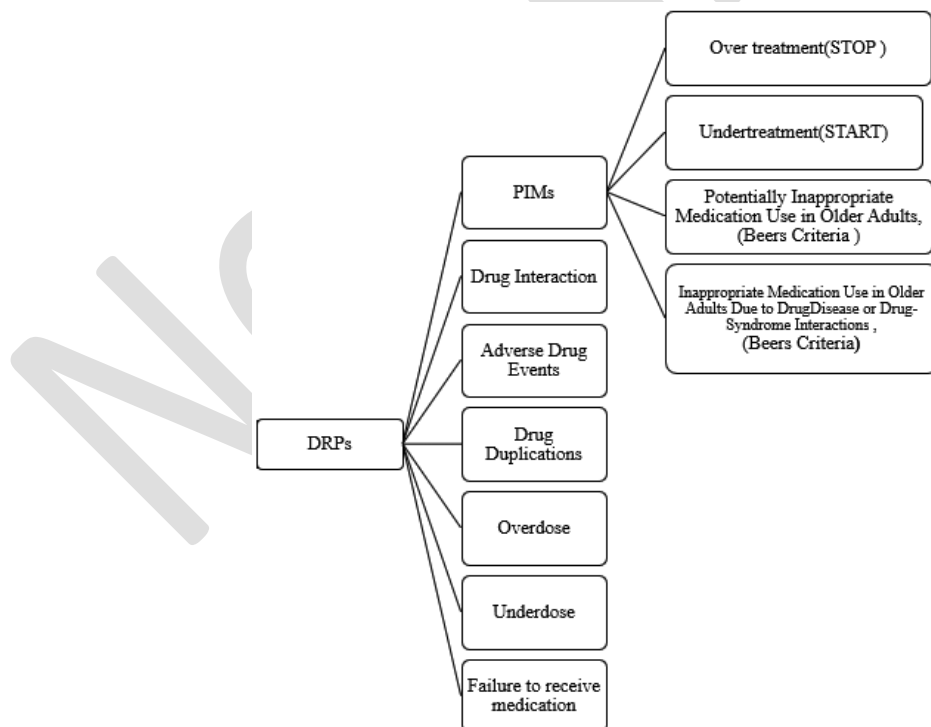 DRPs
PIMs
Drug Interaction
Adverse Drug
Events
Drug
Duplications
Overdose
Underdose
Failure to receive
medication
Over treatment(STOP )
Undertreatment(START)
Potentially Inappropriate
Medication Use in Older Adults,
(Beers Criteria )
Inappropriate Medication Use in Older
Adults Due to DrugDisease or Drug-
Syndrome Interactions ,
(Beers Criteria)